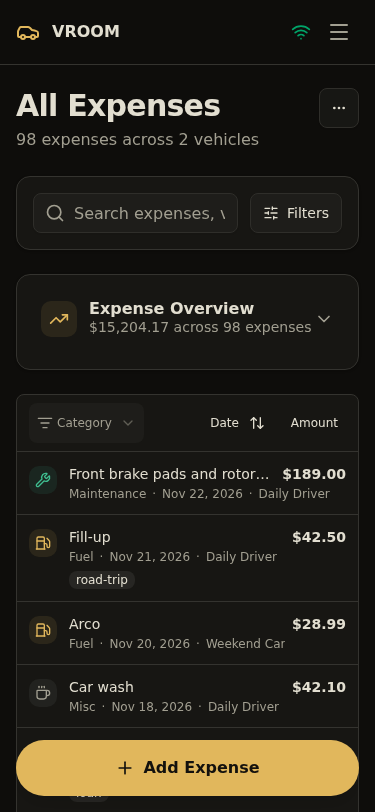 VROOM
All Expenses
98 expenses across 2 vehicles
Search expenses,
Filters
Expense Overview
$15,204.17 across 98 expenses
Category
Date
Amount
Front brake pads and rotor... $189.00
Maintenance · Nov 22, 2026 · Daily Driver
Fill-up $42.50
Fuel · Nov 21, 2026 · Daily Driver
road-trip
Arco $28.99
Fuel · Nov 20, 2026 · Weekend Car
Car wash $42.10
Misc · Nov 18, 2026 · Daily Driver
Add Expense